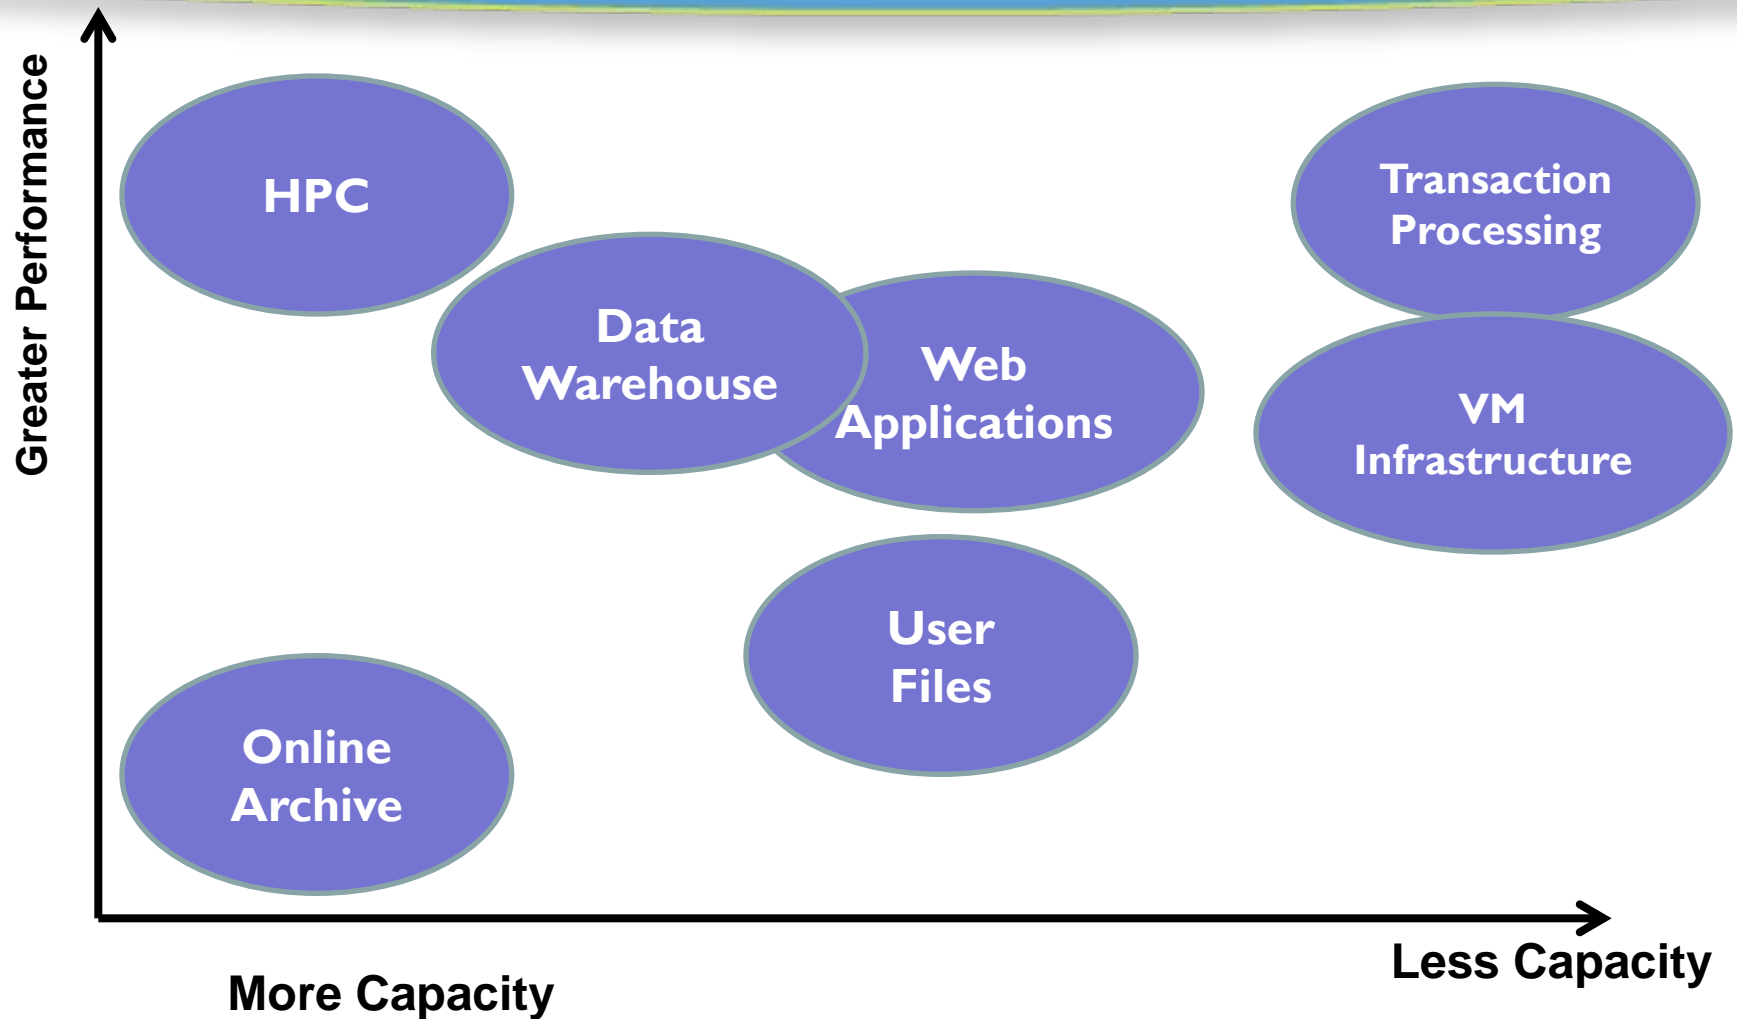 Greater Performance
HPC
Transaction
Processing
Data
Warehouse
Web
Applications
VM
Infrastructure
User
Files
Online
Archive
Less Capacity
More Capacity